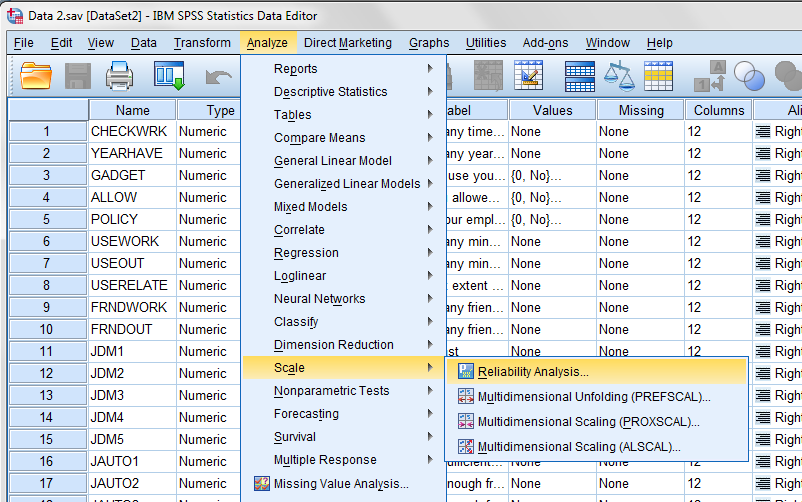 Data 2.sav [DataSet2] - IBM SPSS Statistics Data Editor
File Edit View Data Transform Analyze Direct Marketing Graphs Utilities Add-ons Window Help
Name Type Label Values Missing Columns Ali
1 CHECKWRK Numeric any time... None None 12 Right
2 YEARHAVE Numeric any year... None None 12 Right
3 GADGET Numeric use you... {0, No}... None 12 Right
4 ALLOW Numeric allowe... {0, No}... None 12 Right
5 POLICY Numeric our empl... {0, No}... None 12 Right
6 USEWORK Numeric any min... None None 12 Right
7 USEOUT Numeric any min... None None 12 Right
8 USERELATE Numeric extent ... None None 12 Right
9 FRNDWORK Numeric any frien... None None 12 Right
10 FRNDOUT Numeric any frien... None None 12 Right
11 JDM1 Numeric None None 12 Right
12 JDM2 Numeric
13 JDM3 Numeric
14 JDM4 Numeric
15 JDM5 Numeric
16 JAUTO1 Numeric ufficient... None None 12 Right
17 JAUTO2 Numeric ough fr... None None 12 Right
Reports
Descriptive Statistics
Tables
Compare Means
General Linear Model
Generalized Linear Models
Mixed Models
Correlate
Regression
Loglinear
Neural Networks
Classify
Dimension Reduction
Scale
Nonparametric Tests
Forecasting
Survival
Multiple Response
Missing Value Analysis...
Reliability Analysis...
Multidimensional Unfolding (PREFSCAL)...
Multidimensional Scaling (PROXSCAL)...
Multidimensional Scaling (ALSCAL)...